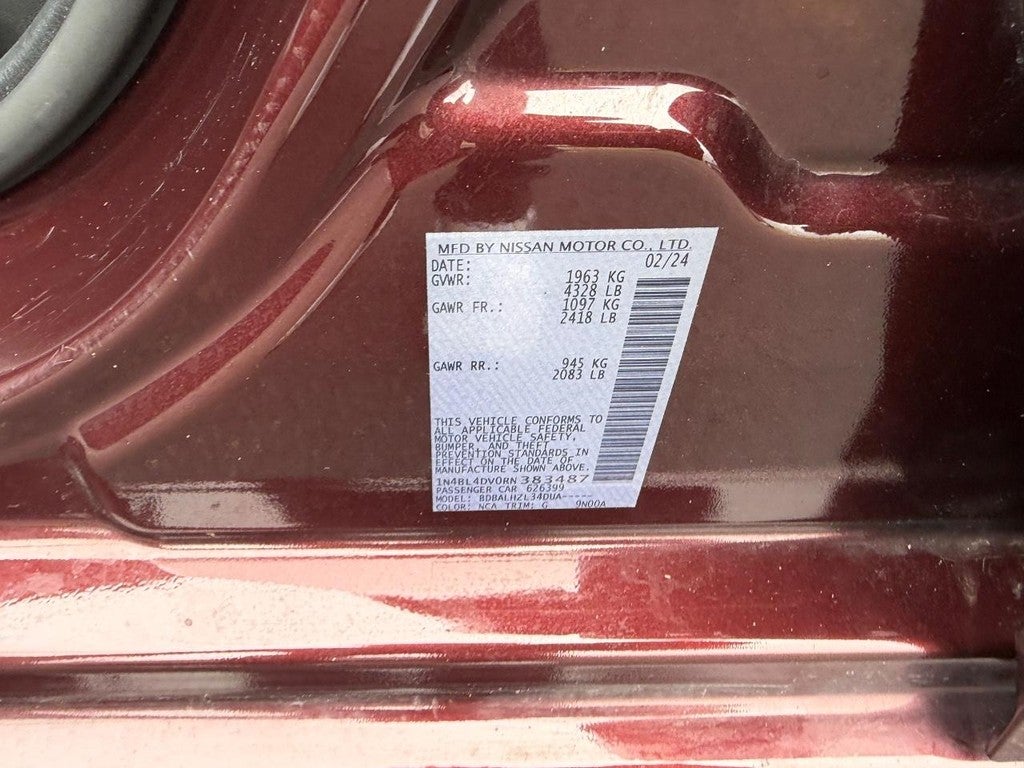 MFD BY NISSAN MOTOR CO., LTD.
DATE: 02/24
GVWR: 1963 KG
4328 LB
GAWR FR.: 1097 KG
2418 LB
GAWR RR.: 945 KG
2083 LB
THIS VEHICLE CONFORMS TO
ALL APPLICABLE FEDERAL
MOTOR VEHICLE SAFETY,
BUMPER, AND THEFT
PREVENTION STANDARDS IN
EFFECT ON THE DATE OF
MANUFACTURE SHOWN ABOVE.
1N4BL4DV0RN383487
PASSENGER CAR 626399
MODEL: BDBALHZL34DUA-----
COLOR: NCA TRIM: G 9N00A